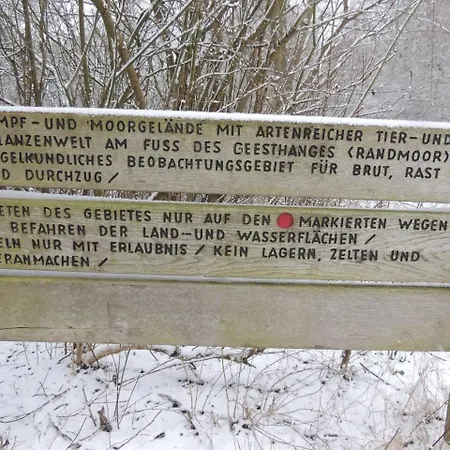 MPF-UND MOORGELÄNDE MIT ARTENREICHER TIER-UND
LANZENWELT AM FUSS DES GEESTHANGES (RANDMOOR)
GELKUNDLICHES BEOBACHTUNGSGEBIET FÜR BRUT, RAST
D DURCHZUG/
ETEN DES GEBIETES NUR AUF DEN MARKIERTEN WEGEN
BEFAHREN DER LAND-UND WASSERFLÄCHEN/
ELN NUR MIT ERLAUBNIS/ KEIN LAGERN, ZELTEN UND
ERANMACHEN/